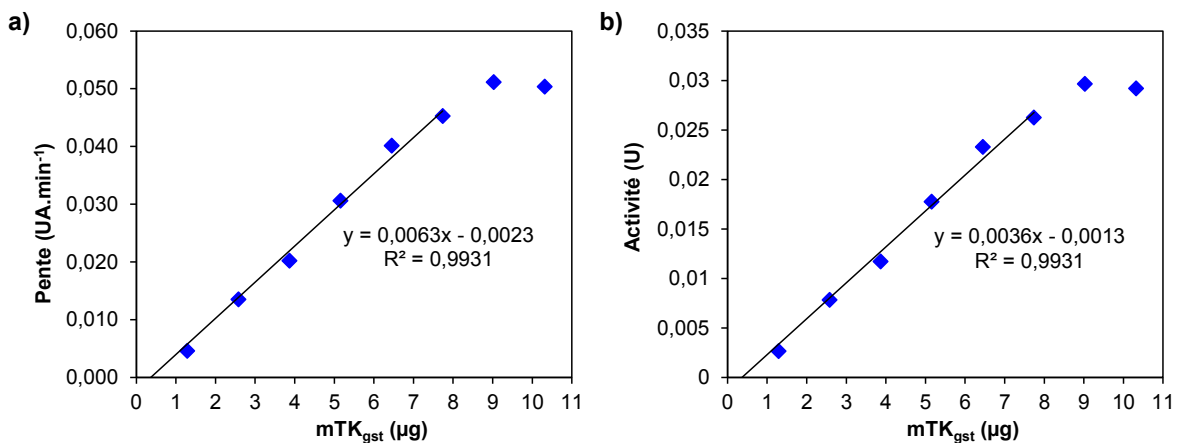 a)
0,060
0,050
0,040
0,030
0,020
0,010
0,000
Pente (UA.min⁻¹)
y = 0,0063x - 0,0023
R² = 0,9931
0 1 2 3 4 5 6 7 8 9 10 11
mTKgst (µg)
b)
0,035
0,03
0,025
0,02
0,015
0,01
0,005
0
Activité (U)
y = 0,0036x - 0,0013
R² = 0,9931
0 1 2 3 4 5 6 7 8 9 10 11
mTKgst (µg)